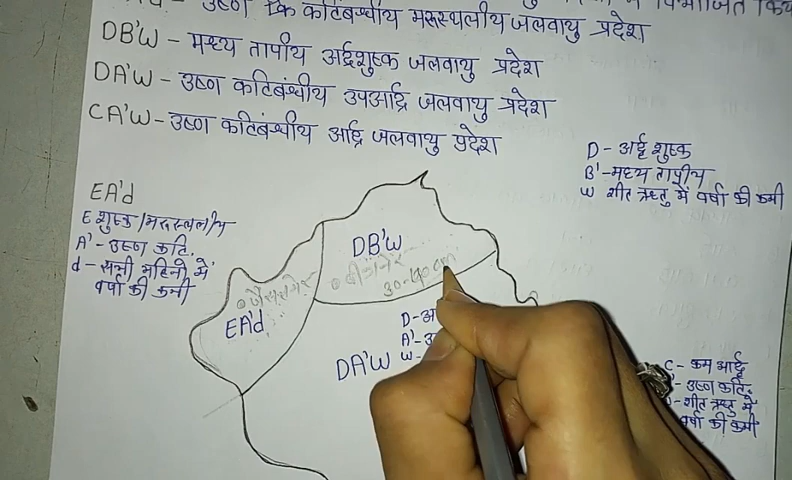 उष्ण कटिबंधीय मरुस्थलीय जलवायु प्रदेश
DB'W - मध्य तापीय अर्द्धशुष्क जलवायु प्रदेश
DA'W - उष्ण कटिबंधीय उपआर्द्र जलवायु प्रदेश
CA'W - उष्ण कटिबंधीय आर्द्र जलवायु प्रदेश
D - अर्द्ध शुष्क
B' - मध्य तापीय
W शीत ऋतु में वर्षा की कमी
EA'd
E शुष्क/मरुस्थलीय
A' - उष्ण कटि.
d - सभी महिनो में
वर्षा की कमी
DB'W
बीकानेर
30-40 cm
जैसलमेर
EA'd
D -
A' -
DA'W W -
C - कम आर्द्र
उष्ण कटि.
शीत ऋतु में
वर्षा की कमी